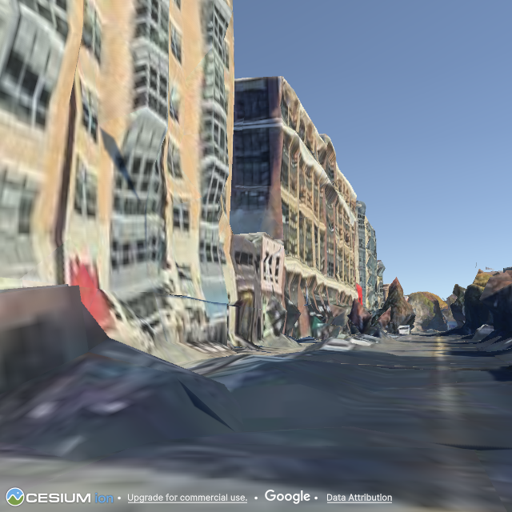 CESIUM ion • Upgrade for commercial use. • Google • Data Attribution